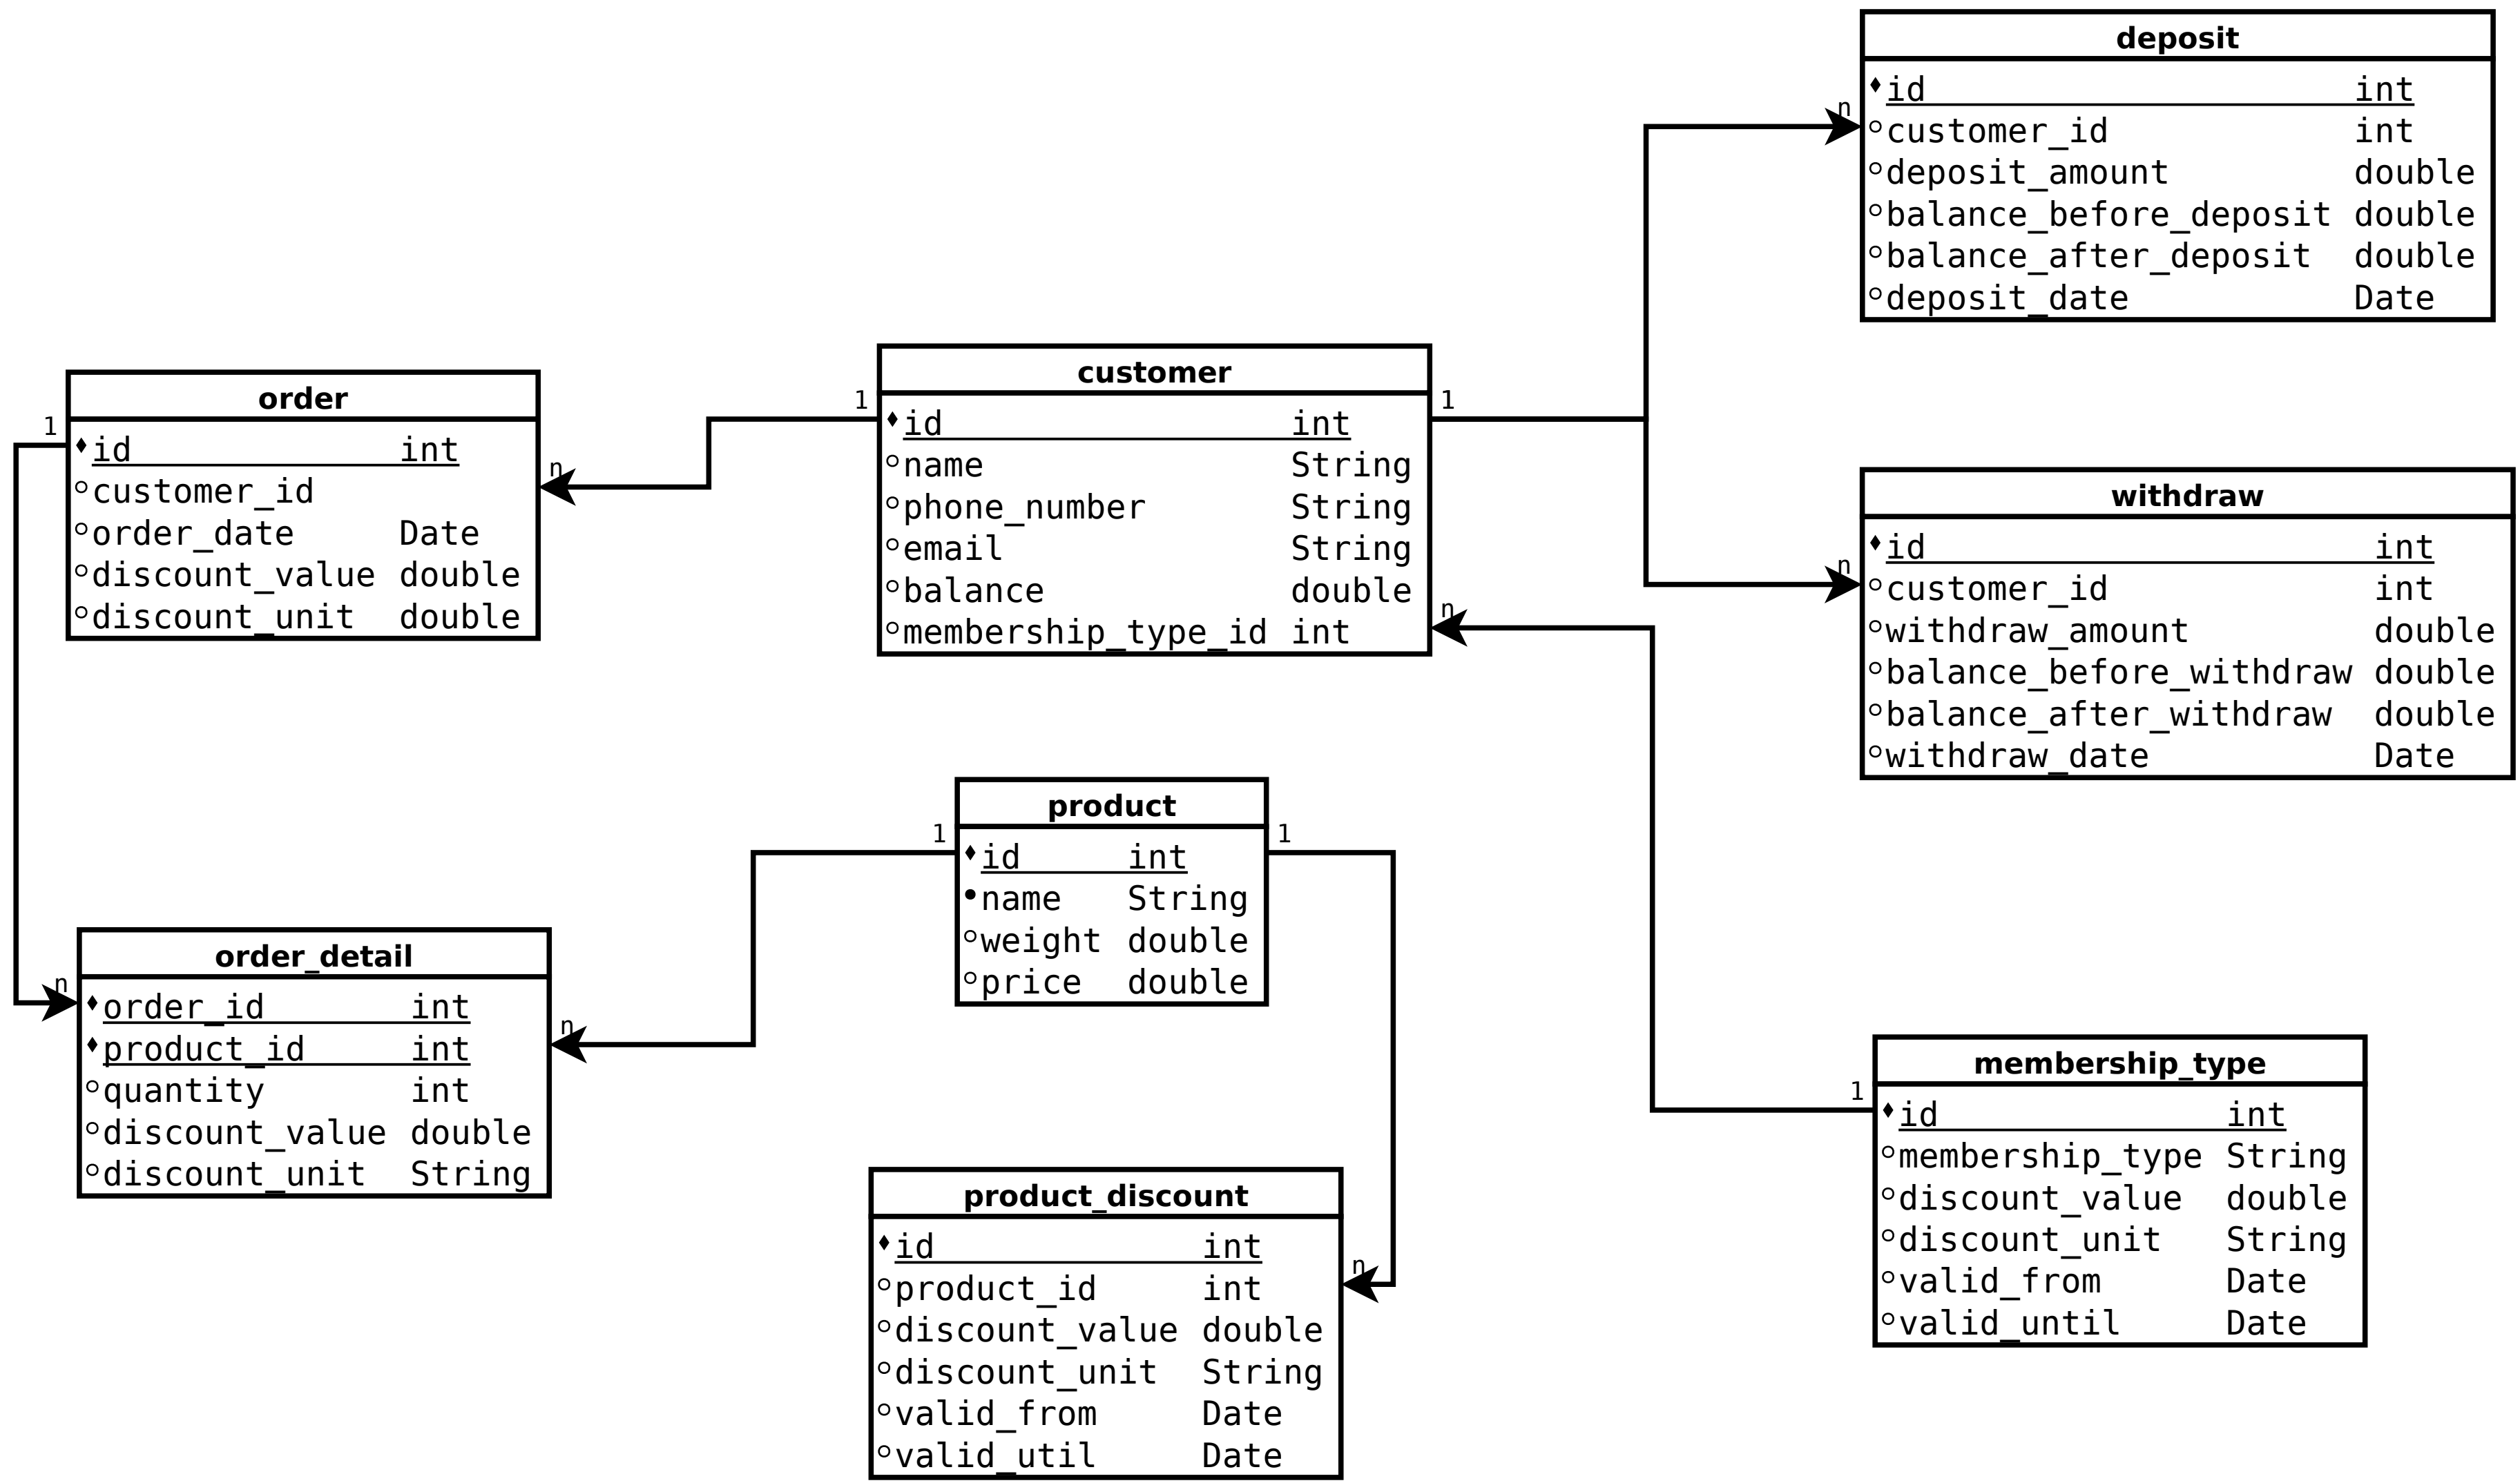 deposit
id int
customer_id int
deposit_amount double
balance_before_deposit double
balance_after_deposit double
deposit_date Date
n
customer
id int
name String
phone_number String
email String
balance double
membership_type_id int
1
1
n
order
id int
customer_id
order_date Date
discount_value double
discount_unit double
1
n
withdraw
id int
customer_id int
withdraw_amount double
balance_before_withdraw double
balance_after_withdraw double
withdraw_date Date
n
product
id int
name String
weight double
price double
1
1
order_detail
order_id int
product_id int
quantity int
discount_value double
discount_unit String
n
n
membership_type
id int
membership_type String
discount_value double
discount_unit String
valid_from Date
valid_until Date
1
product_discount
id int
product_id int
discount_value double
discount_unit String
valid_from Date
valid_util Date
n